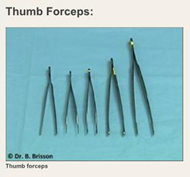 Thumb Forceps:
© Dr. B. Brisson
Thumb forceps